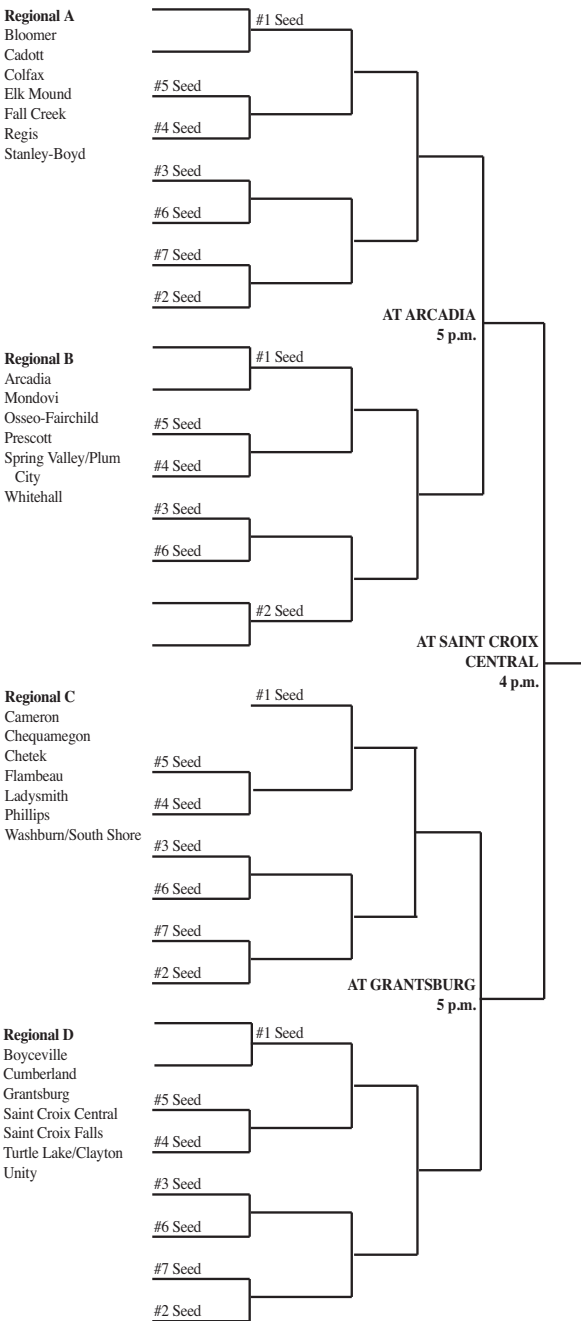 Regional A
Bloomer
Cadott
Colfax
Elk Mound
Fall Creek
Regis
Stanley-Boyd
#1 Seed
#5 Seed
#4 Seed
#3 Seed
#6 Seed
#7 Seed
#2 Seed
AT ARCADIA
5 p.m.
Regional B
Arcadia
Mondovi
Osseo-Fairchild
Prescott
Spring Valley/Plum
City
Whitehall
#1 Seed
#5 Seed
#4 Seed
#3 Seed
#6 Seed
#2 Seed
AT SAINT CROIX
CENTRAL
4 p.m.
Regional C
Cameron
Chequamegon
Chetek
Flambeau
Ladysmith
Phillips
Washburn/South Shore
#1 Seed
#5 Seed
#4 Seed
#3 Seed
#6 Seed
#7 Seed
#2 Seed
AT GRANTSBURG
5 p.m.
Regional D
Boyceville
Cumberland
Grantsburg
Saint Croix Central
Saint Croix Falls
Turtle Lake/Clayton
Unity
#1 Seed
#5 Seed
#4 Seed
#3 Seed
#6 Seed
#7 Seed
#2 Seed